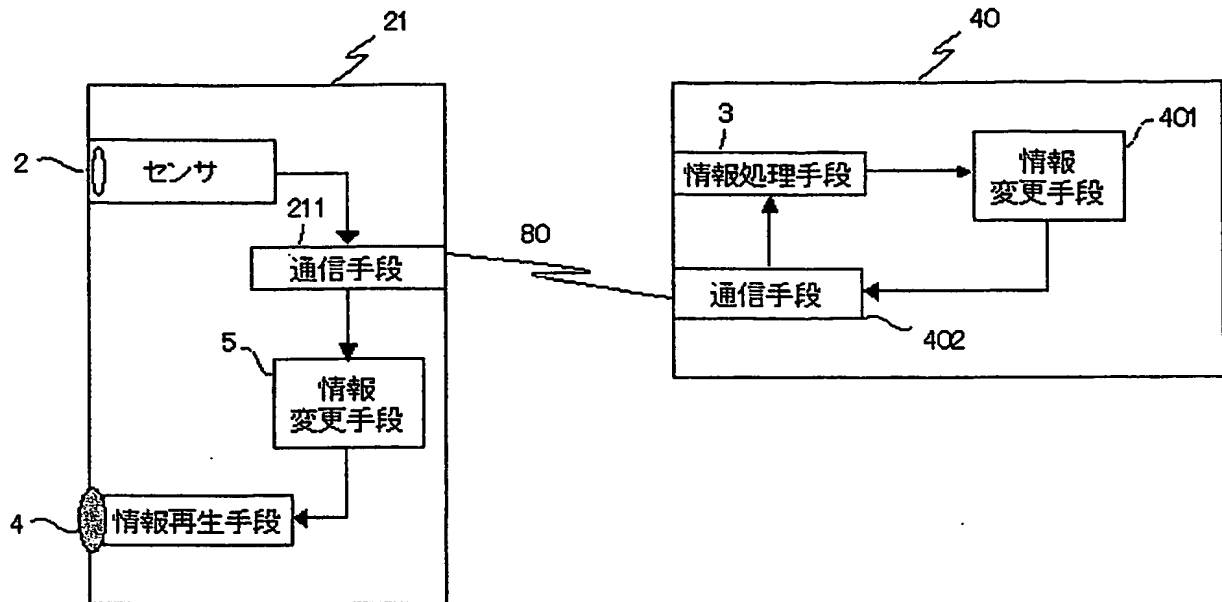 21
40
2
センサ
3
情報処理手段
401
情報
変更手段
211
通信手段
80
通信手段
402
5
情報
変更手段
4
情報再生手段